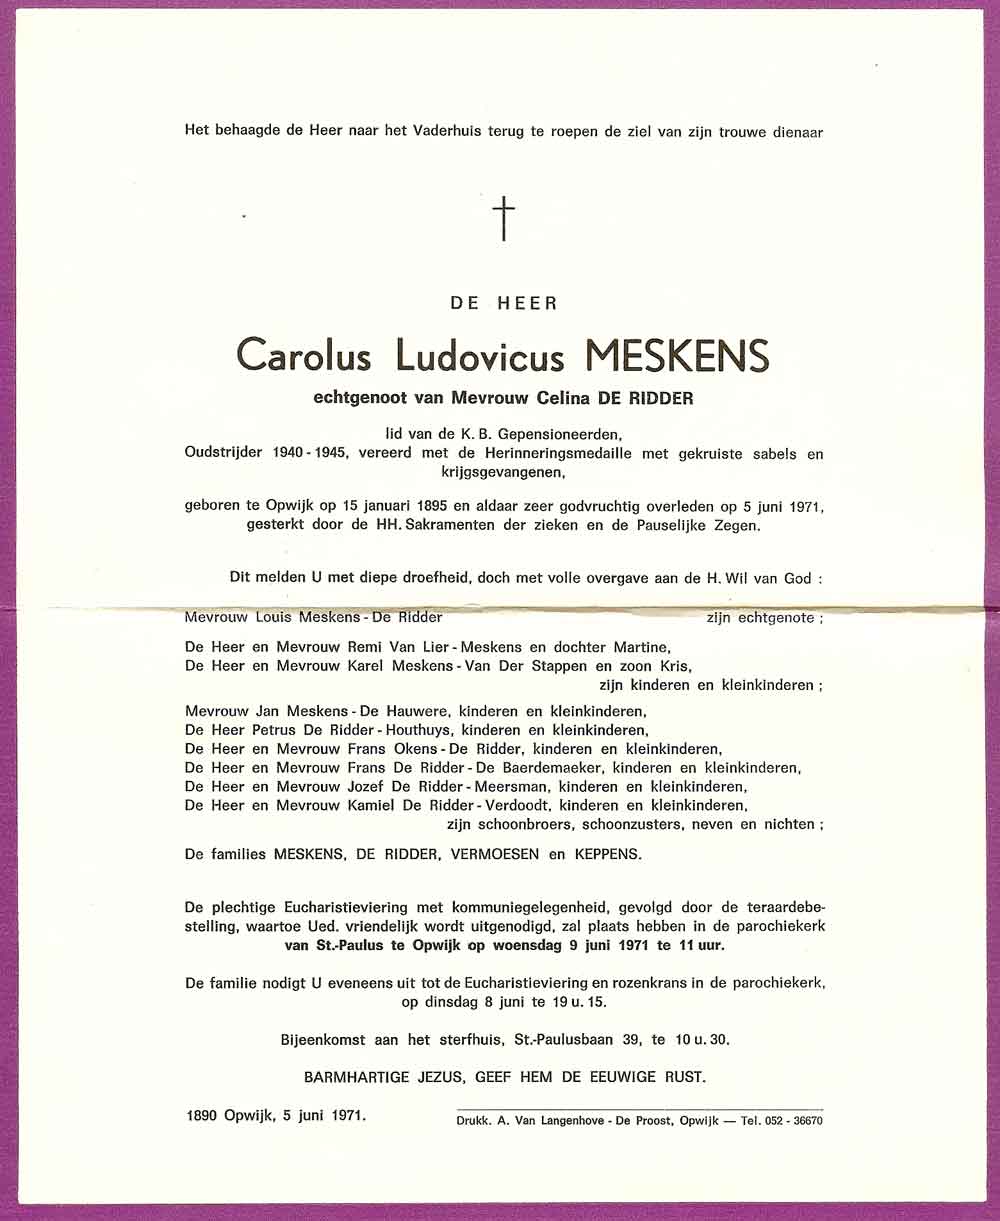 Het behaagde de Heer naar het Vaderhuis terug te roepen de ziel van zijn trouwe dienaar
DE HEER
Carolus Ludovicus MESKENS
echtgenoot van Mevrouw Celina DE RIDDER
lid van de K. B. Gepensioneerden,
Oudstrijder 1940 - 1945, vereerd met de Herinneringsmedaille met gekruiste sabels en
krijgsgevangenen,
geboren te Opwijk op 15 januari 1895 en aldaar zeer godvruchtig overleden op 5 juni 1971,
gesterkt door de HH. Sakramenten der zieken en de Pauselijke Zegen.
Dit melden U met diepe droefheid, doch met volle overgave aan de H. Wil van God :
Mevrouw Louis Meskens - De Ridder zijn echtgenote ;
De Heer en Mevrouw Remi Van Lier - Meskens en dochter Martine,
De Heer en Mevrouw Karel Meskens - Van Der Stappen en zoon Kris,
zijn kinderen en kleinkinderen ;
Mevrouw Jan Meskens - De Hauwere, kinderen en kleinkinderen,
De Heer Petrus De Ridder - Houthuys, kinderen en kleinkinderen,
De Heer en Mevrouw Frans Okens - De Ridder, kinderen en kleinkinderen,
De Heer en Mevrouw Frans De Ridder - De Baerdemaeker, kinderen en kleinkinderen,
De Heer en Mevrouw Jozef De Ridder - Meersman, kinderen en kleinkinderen,
De Heer en Mevrouw Kamiel De Ridder - Verdoodt, kinderen en kleinkinderen,
zijn schoonbroers, schoonzusters, neven en nichten ;
De families MESKENS, DE RIDDER, VERMOESEN en KEPPENS.
De plechtige Eucharistieviering met kommuniegelegenheid, gevolgd door de teraardebe-
stelling, waartoe Ued. vriendelijk wordt uitgenodigd, zal plaats hebben in de parochiekerk
van St.-Paulus te Opwijk op woensdag 9 juni 1971 te 11 uur.
De familie nodigt U eveneens uit tot de Eucharistieviering en rozenkrans in de parochiekerk,
op dinsdag 8 juni te 19 u. 15.
Bijeenkomst aan het sterfhuis, St.-Paulusbaan 39, te 10 u. 30.
BARMHARTIGE JEZUS, GEEF HEM DE EEUWIGE RUST.
1890 Opwijk, 5 juni 1971.
Drukk. A. Van Langenhove - De Proost, Opwijk — Tel. 052 - 36670